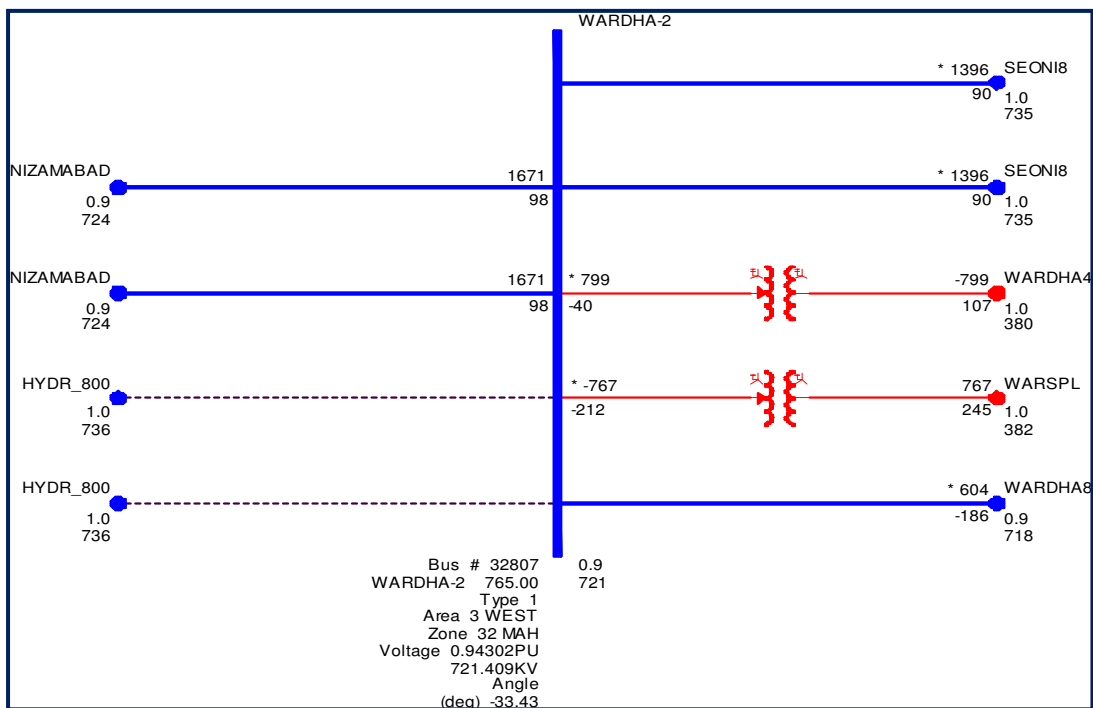 WARDHA-2
* 1396 SEONI8
90 1.0
735
NIZAMABAD 1671 * 1396 SEONI8
0.9 98 90 1.0
724 735
NIZAMABAD 1671 * 799 -799 WARDHA4
0.9 98 -40 107 1.0
724 380
HYDR_800 * -767 767 WARSPL
1.0 -212 245 1.0
736 382
HYDR_800 * 604 WARDHA8
1.0 -186 0.9
736 718
Bus # 32807 0.9
WARDHA-2 765.00 721
Type 1
Area 3 WEST
Zone 32 MAH
Voltage 0.94302PU
721.409KV
Angle
(deg) -33.43